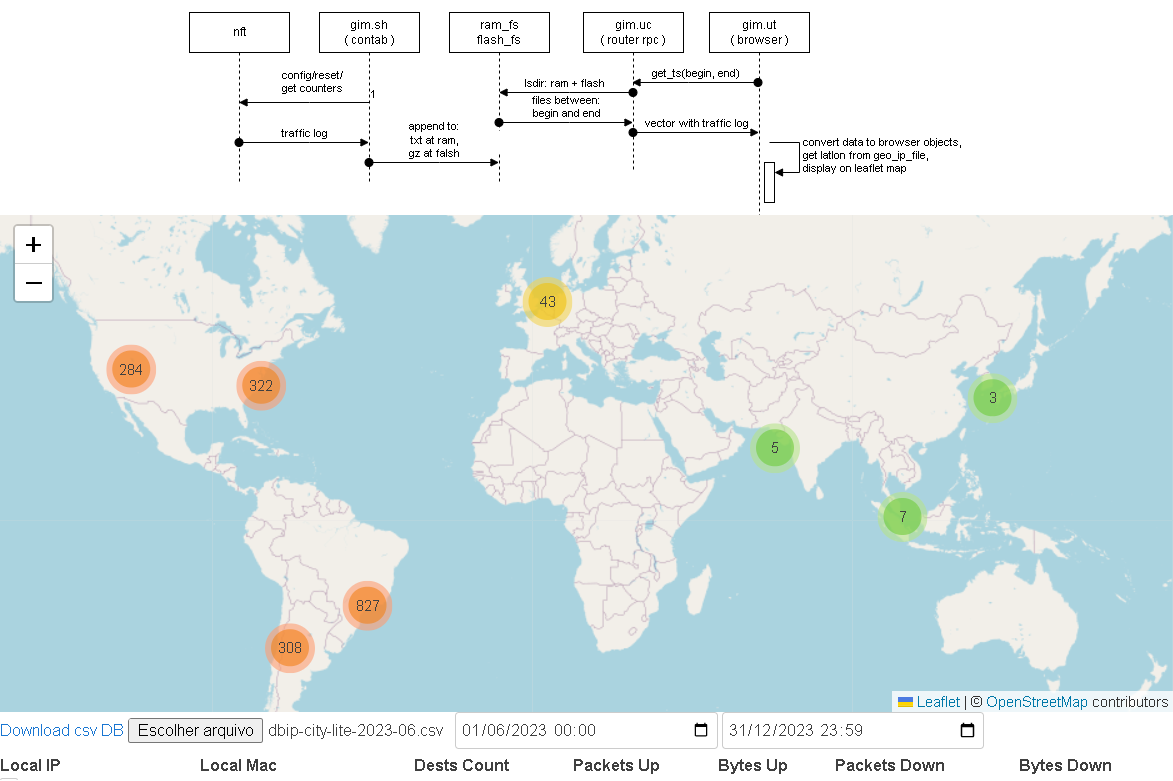 nft
gim.sh
( contab )
ram_fs
flash_fs
gim.uc
( router rpc )
gim.ut
( browser )
config/reset/
get counters
1
get_ts(begin, end)
lsdir: ram + flash
files between:
begin and end
traffic log
append to:
txt at ram,
gz at falsh
vector with traffic log
convert data to browser objects,
get latlon from geo_ip_file,
display on leaflet map
+
−
43
284
322
3
5
7
827
308
Leaflet | © OpenStreetMap contributors
Download csv DB Escolher arquivo dbip-city-lite-2023-06.csv 01/06/2023 00:00 31/12/2023 23:59
Local IP Local Mac Dests Count Packets Up Bytes Up Packets Down Bytes Down